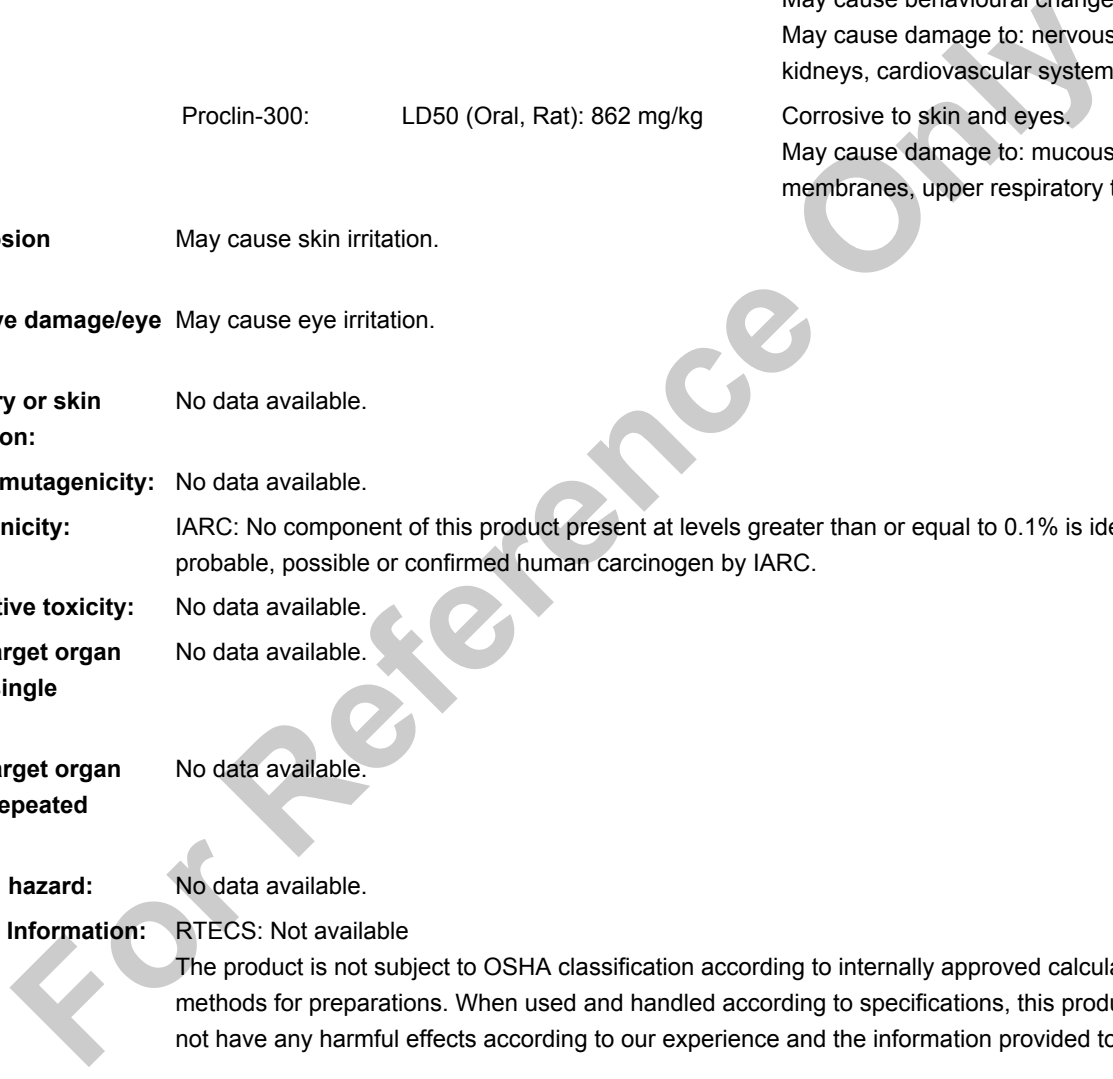 May cause behavioural change
May cause damage to: nervous
kidneys, cardiovascular system
Proclin-300: LD50 (Oral, Rat): 862 mg/kg Corrosive to skin and eyes.
May cause damage to: mucous
membranes, upper respiratory t
sion May cause skin irritation.
e damage/eye May cause eye irritation.
ry or skin No data available.
on:
mutagenicity: No data available.
nicity: IARC: No component of this product present at levels greater than or equal to 0.1% is ide
probable, possible or confirmed human carcinogen by IARC.
tive toxicity: No data available.
rget organ No data available.
single
rget organ No data available.
epeated
hazard: No data available.
Information: RTECS: Not available
The product is not subject to OSHA classification according to internally approved calcula
methods for preparations. When used and handled according to specifications, this produ
not have any harmful effects according to our experience and the information provided to
For Reference Only